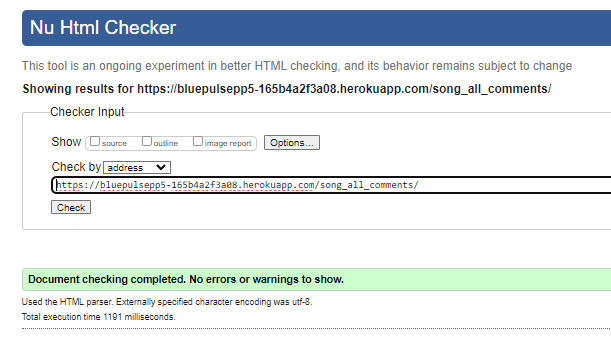 Nu Html Checker
This tool is an ongoing experiment in better HTML checking, and its behavior remains subject to change
Showing results for https://bluepulsepp5-165b4a2f3a08.herokuapp.com/song_all_comments/
Checker Input
Show source outline image report Options...
Check by address
https://bluepulsepp5-165b4a2f3a08.herokuapp.com/song_all_comments/
Check
Document checking completed. No errors or warnings to show.
Used the HTML parser. Externally specified character encoding was utf-8.
Total execution time 1191 milliseconds.